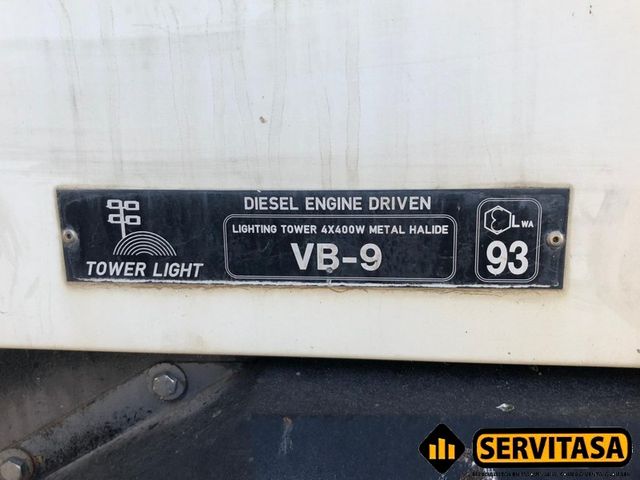 DIESEL ENGINE DRIVEN
LIGHTING TOWER 4X400W METAL HALIDE
VB-9
TOWER LIGHT
LWA
93
SERVITASA